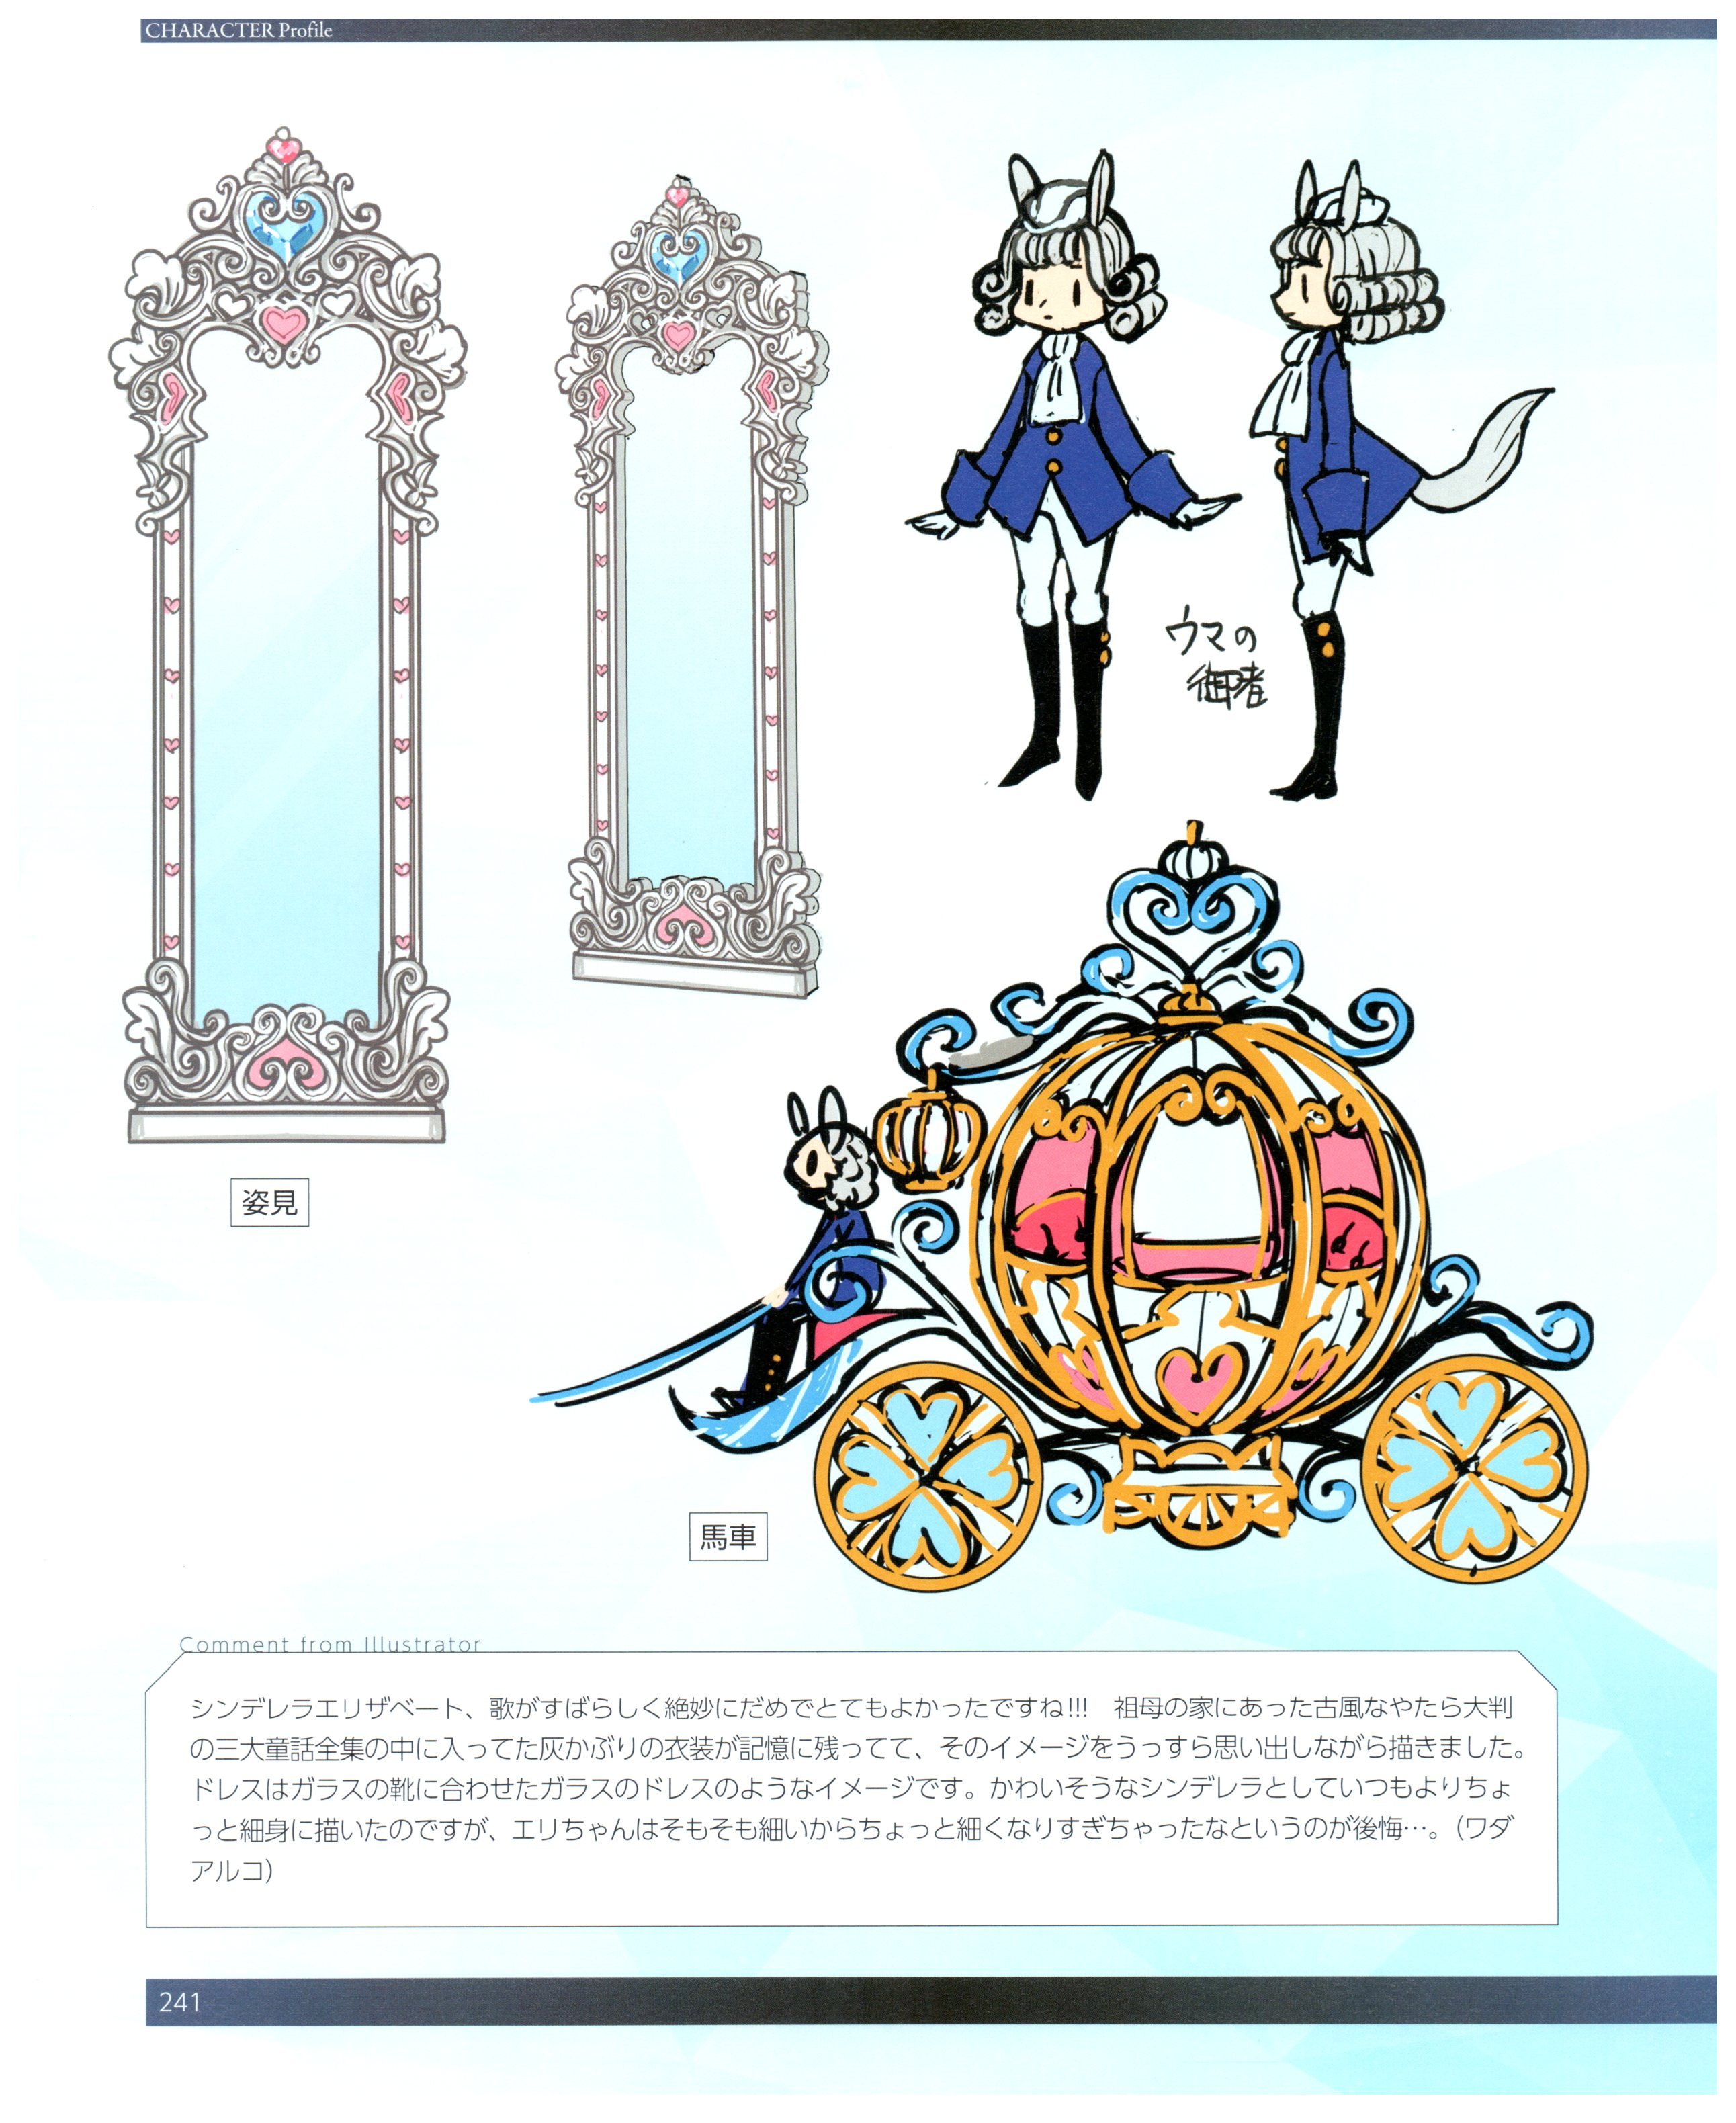 CHARACTER Profile
ウマの
御者
姿見
馬車
Comment from Illustrator
シンデレラエリザベート、歌がすばらしく絶妙にだめでとてもよかったですね!!!　祖母の家にあった古風なやたら大判
の三大童話全集の中に入ってた灰かぶりの衣装が記憶に残ってて、そのイメージをうっすら思い出しながら描きました。
ドレスはガラスの靴に合わせたガラスのドレスのようなイメージです。かわいそうなシンデレラとしていつもよりちょ
っと細身に描いたのですが、エリちゃんはそもそも細いからちょっと細くなりすぎちゃったなというのが後悔…。（ワダ
アルコ）
241